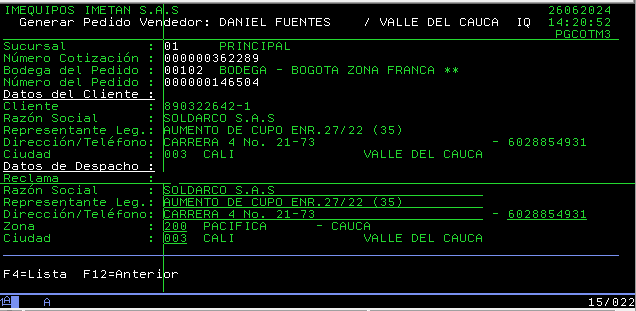 IMEQUIPOS IMETAN S.A.S 26062024
Generar Pedido Vendedor: DANIEL FUENTES / VALLE DEL CAUCA IQ 14:20:52
PGCOTM3
Sucursal : 01 PRINCIPAL
Número Cotización : 000000362289
Bodega del Pedido : 00102 BODEGA - BOGOTA ZONA FRANCA **
Número del Pedido : 000000146504
Datos del Cliente :
Cliente : 890322642-1
Razón Social : SOLDARCO S.A.S
Representante Leg.: AUMENTO DE CUPO ENR.27/22 (35)
Dirección/Teléfono: CARRERA 4 No. 21-73 - 6028854931
Ciudad : 003 CALI VALLE DEL CAUCA
Datos de Despacho :
Reclama :
Razón Social : SOLDARCO S.A.S
Representante Leg.: AUMENTO DE CUPO ENR.27/22 (35)
Dirección/Teléfono: CARRERA 4 No. 21-73 - 6028854931
Zona : 200 PACIFICA - CAUCA
Ciudad : 003 CALI VALLE DEL CAUCA
F4=Lista F12=Anterior
A 15/022